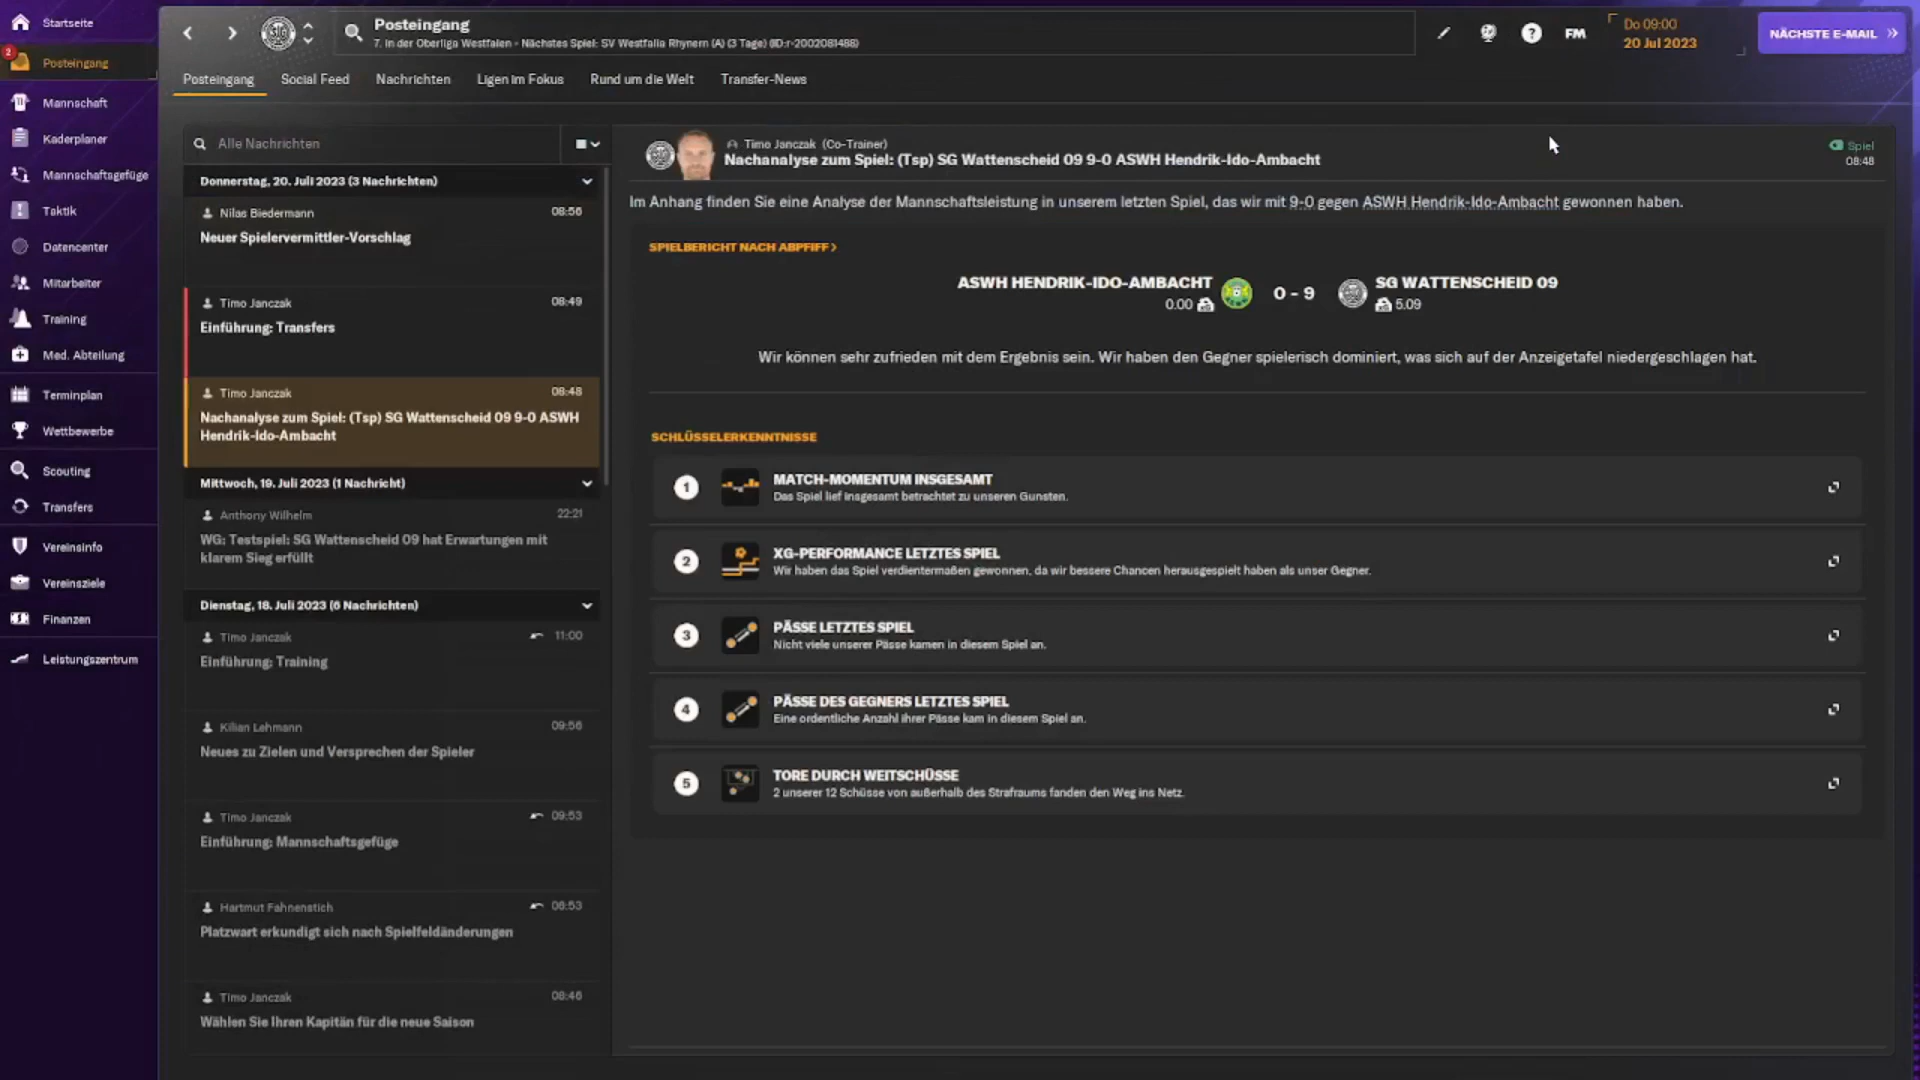 Startseite
2
Posteingang
Mannschaft
Kaderplaner
Mannschaftsgefüge
Taktik
Datencenter
Mitarbeiter
Training
Med. Abteilung
Terminplan
Wettbewerbe
Scouting
Transfers
Vereinsinfo
Vereinsziele
Finanzen
Leistungszentrum
Posteingang
7. in der Oberliga Westfalen - Nächstes Spiel: SV Westfalia Rhynern (A) (3 Tage) (ID:r-2002081488)
FM
Do 09:00
20 Jul 2023
NÄCHSTE E-MAIL
Posteingang Social Feed Nachrichten Ligen im Fokus Rund um die Welt Transfer-News
Alle Nachrichten
Donnerstag, 20. Juli 2023 (3 Nachrichten)
Nilas Biedermann 08:56
Neuer Spielervermittler-Vorschlag
Timo Janczak 08:49
Einführung: Transfers
Timo Janczak 08:48
Nachanalyse zum Spiel: (Tsp) SG Wattenscheid 09 9-0 ASWH
Hendrik-Ido-Ambacht
Mittwoch, 19. Juli 2023 (1 Nachricht)
Anthony Wilhelm 22:21
WG: Testspiel: SG Wattenscheid 09 hat Erwartungen mit
klarem Sieg erfüllt
Dienstag, 18. Juli 2023 (6 Nachrichten)
Timo Janczak 11:00
Einführung: Training
Kilian Lehmann 09:56
Neues zu Zielen und Versprechen der Spieler
Timo Janczak 09:53
Einführung: Mannschaftsgefüge
Hartmut Fahnenstich 08:53
Platzwart erkundigt sich nach Spielfeldänderungen
Timo Janczak 08:46
Wählen Sie Ihren Kapitän für die neue Saison
Timo Janczak (Co-Trainer)
Nachanalyse zum Spiel: (Tsp) SG Wattenscheid 09 9-0 ASWH Hendrik-Ido-Ambacht
Spiel
08:48
Im Anhang finden Sie eine Analyse der Mannschaftsleistung in unserem letzten Spiel, das wir mit 9-0 gegen ASWH Hendrik-Ido-Ambacht gewonnen haben.
SPIELBERICHT NACH ABPFIFF >
ASWH HENDRIK-IDO-AMBACHT 0 - 9 SG WATTENSCHEID 09
0.00 5.09
Wir können sehr zufrieden mit dem Ergebnis sein. Wir haben den Gegner spielerisch dominiert, was sich auf der Anzeigetafel niedergeschlagen hat.
SCHLÜSSELERKENNTNISSE
1 MATCH-MOMENTUM INSGESAMT
Das Spiel lief insgesamt betrachtet zu unseren Gunsten.
2 XG-PERFORMANCE LETZTES SPIEL
Wir haben das Spiel verdientermaßen gewonnen, da wir bessere Chancen herausgespielt haben als unser Gegner.
3 PÄSSE LETZTES SPIEL
Nicht viele unserer Pässe kamen in diesem Spiel an.
4 PÄSSE DES GEGNERS LETZTES SPIEL
Eine ordentliche Anzahl ihrer Pässe kam in diesem Spiel an.
5 TORE DURCH WEITSCHÜSSE
2 unserer 12 Schüsse von außerhalb des Strafraums fanden den Weg ins Netz.